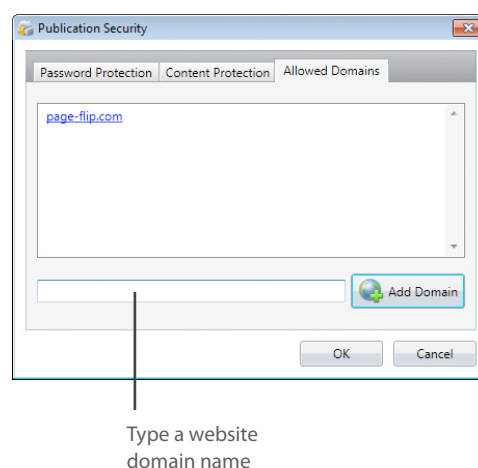 Publication Security
Password Protection Content Protection Allowed Domains
page-flip.com
Add Domain
OK Cancel
Type a website
domain name